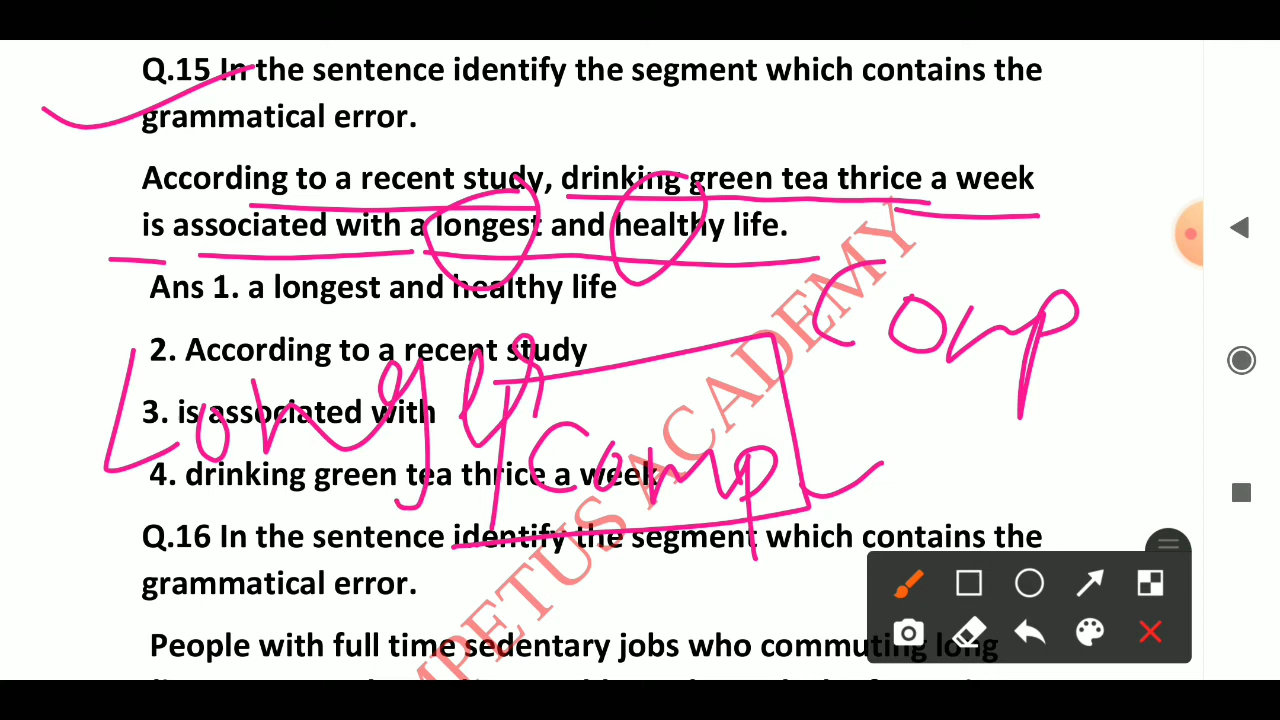 Q.15 In the sentence identify the segment which contains the
grammatical error.
According to a recent study, drinking green tea thrice a week
is associated with a longest and healthy life.
Ans 1. a longest and healthy life
Comp
2. According to a recent study
Longer
3. is associated with
Comp
4. drinking green tea thrice a week
Q.16 In the sentence identify the segment which contains the
grammatical error.
People with full time sedentary jobs who commuting long
MPETUS ACADEMY